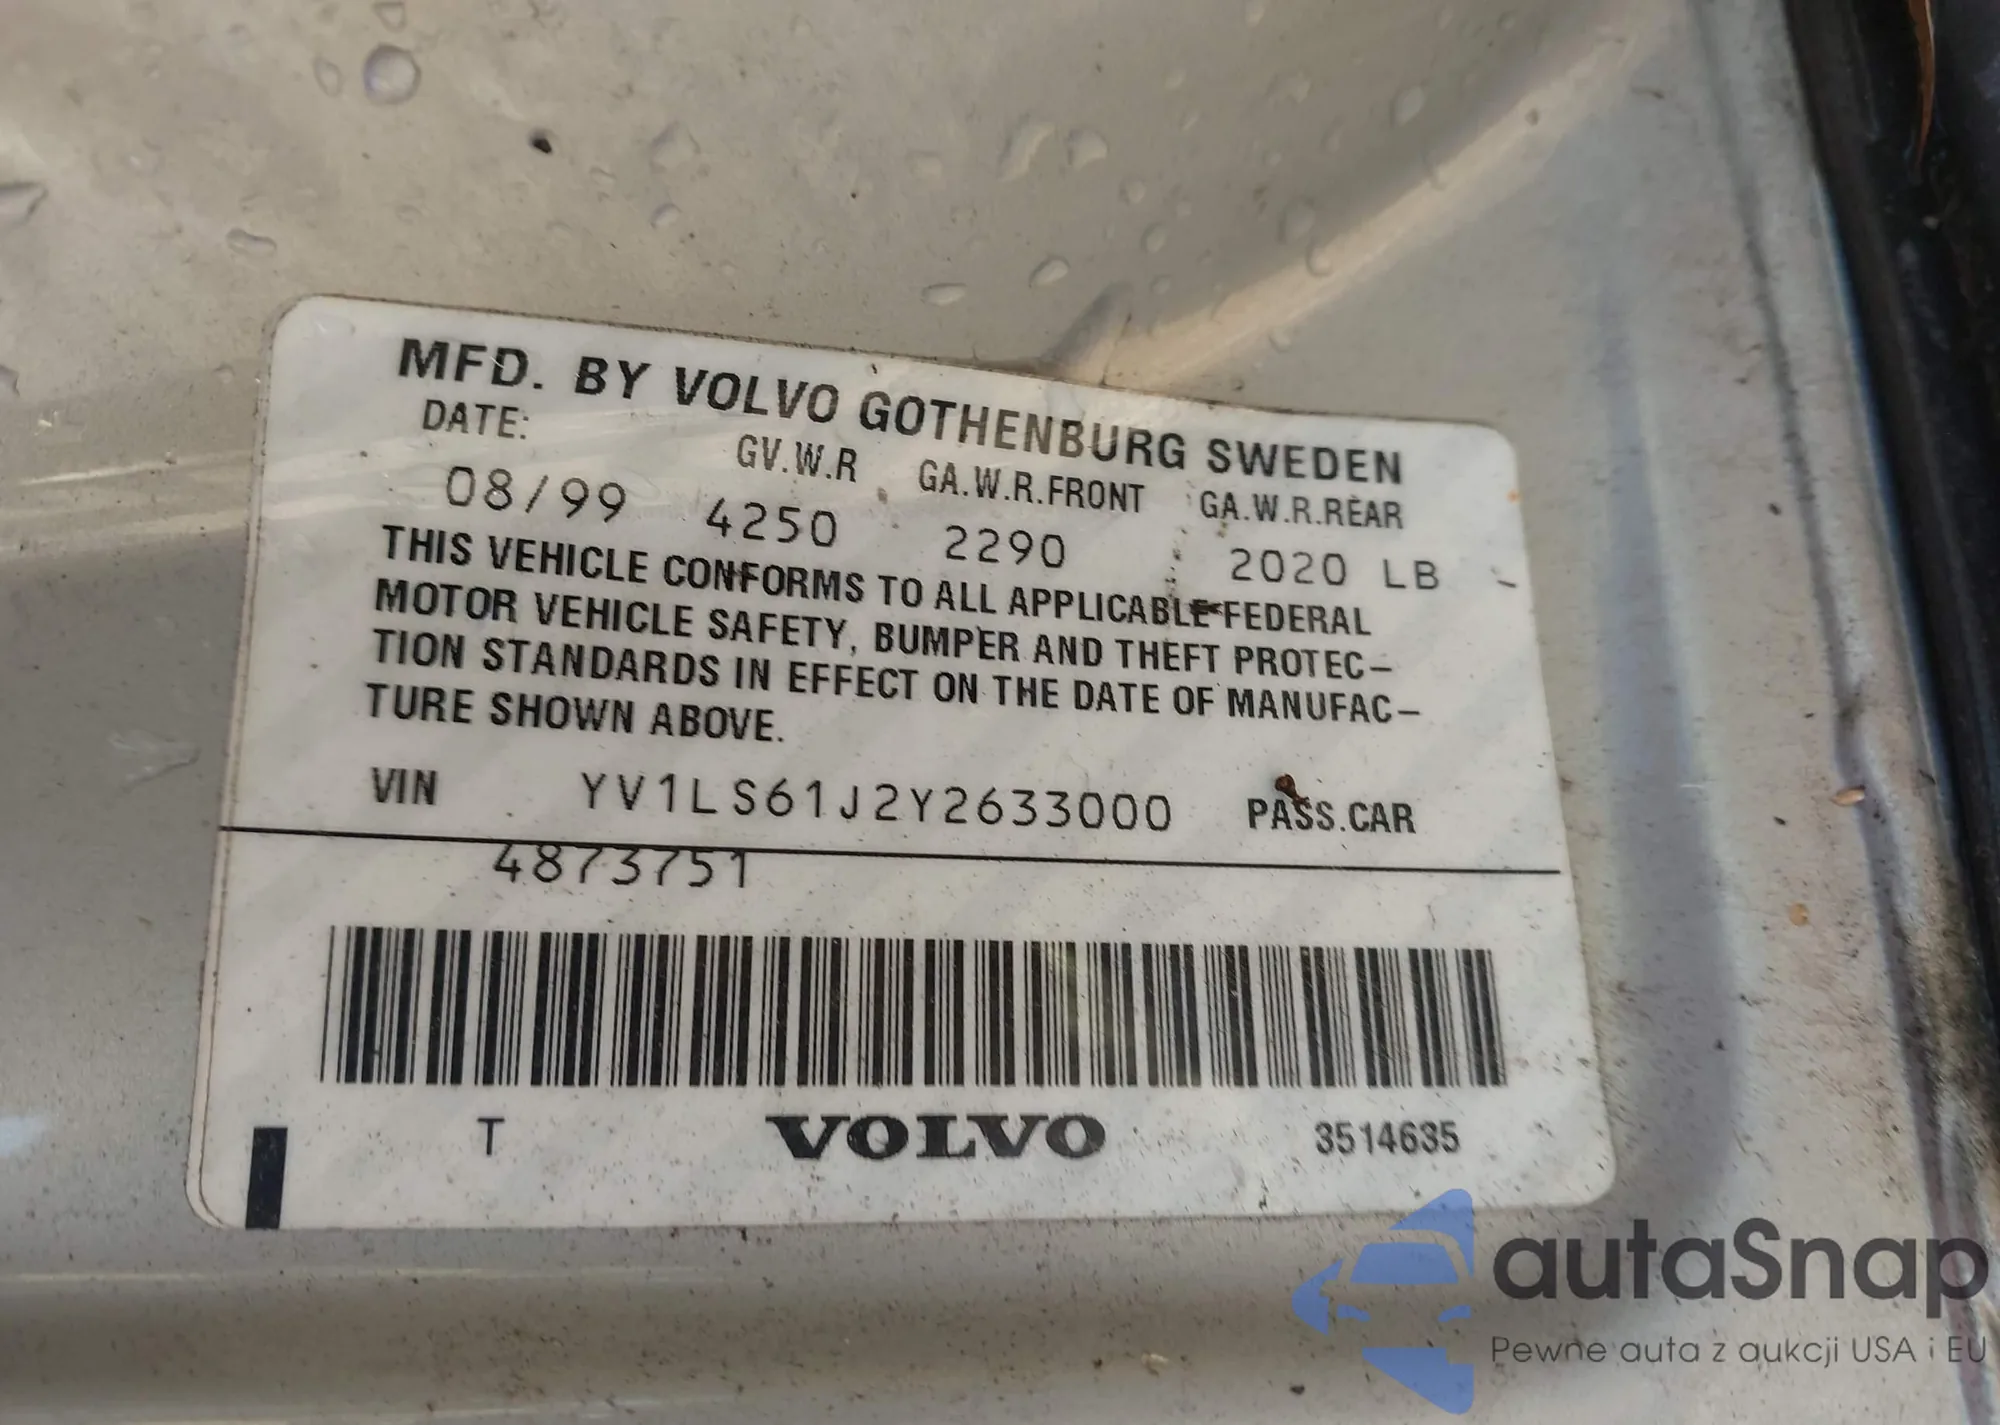 MFD. BY VOLVO GOTHENBURG SWEDEN
DATE: GV.W.R GA.W.R.FRONT GA.W.R.REAR
08/99 4250 2290 2020 LB
THIS VEHICLE CONFORMS TO ALL APPLICABLE FEDERAL
MOTOR VEHICLE SAFETY, BUMPER AND THEFT PROTEC-
TION STANDARDS IN EFFECT ON THE DATE OF MANUFAC-
TURE SHOWN ABOVE.
VIN YV1LS61J2Y2633000 PASS.CAR
4873751
T VOLVO 3514635
autaSnap
Pewne auta z aukcji USA i EU